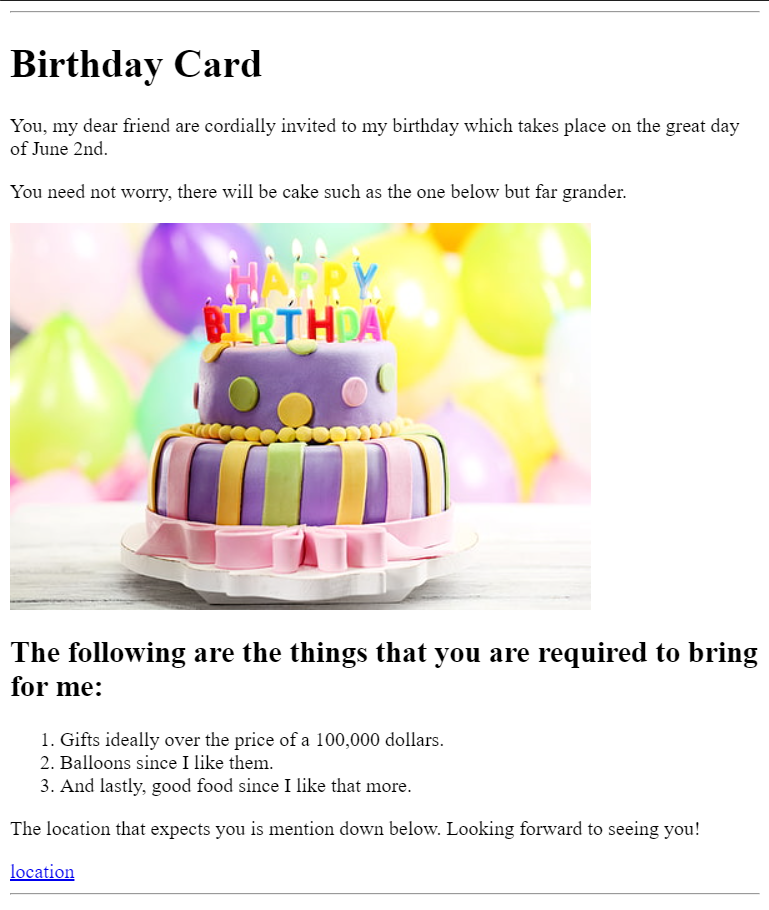 Birthday Card
You, my dear friend are cordially invited to my birthday which takes place on the great day
of June 2nd.
You need not worry, there will be cake such as the one below but far grander.
HAPPY
BIRTHDAY
The following are the things that you are required to bring
for me:
1. Gifts ideally over the price of a 100,000 dollars.
2. Balloons since I like them.
3. And lastly, good food since I like that more.
The location that expects you is mention down below. Looking forward to seeing you!
location